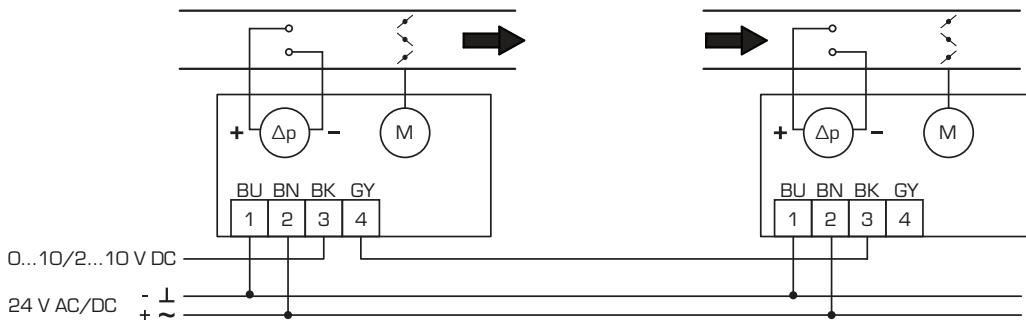 + Δp − M + Δp − M
BU BN BK GY BU BN BK GY
1 2 3 4 1 2 3 4
0...10/2...10 V DC
24 V AC/DC - ⊥
+ ~